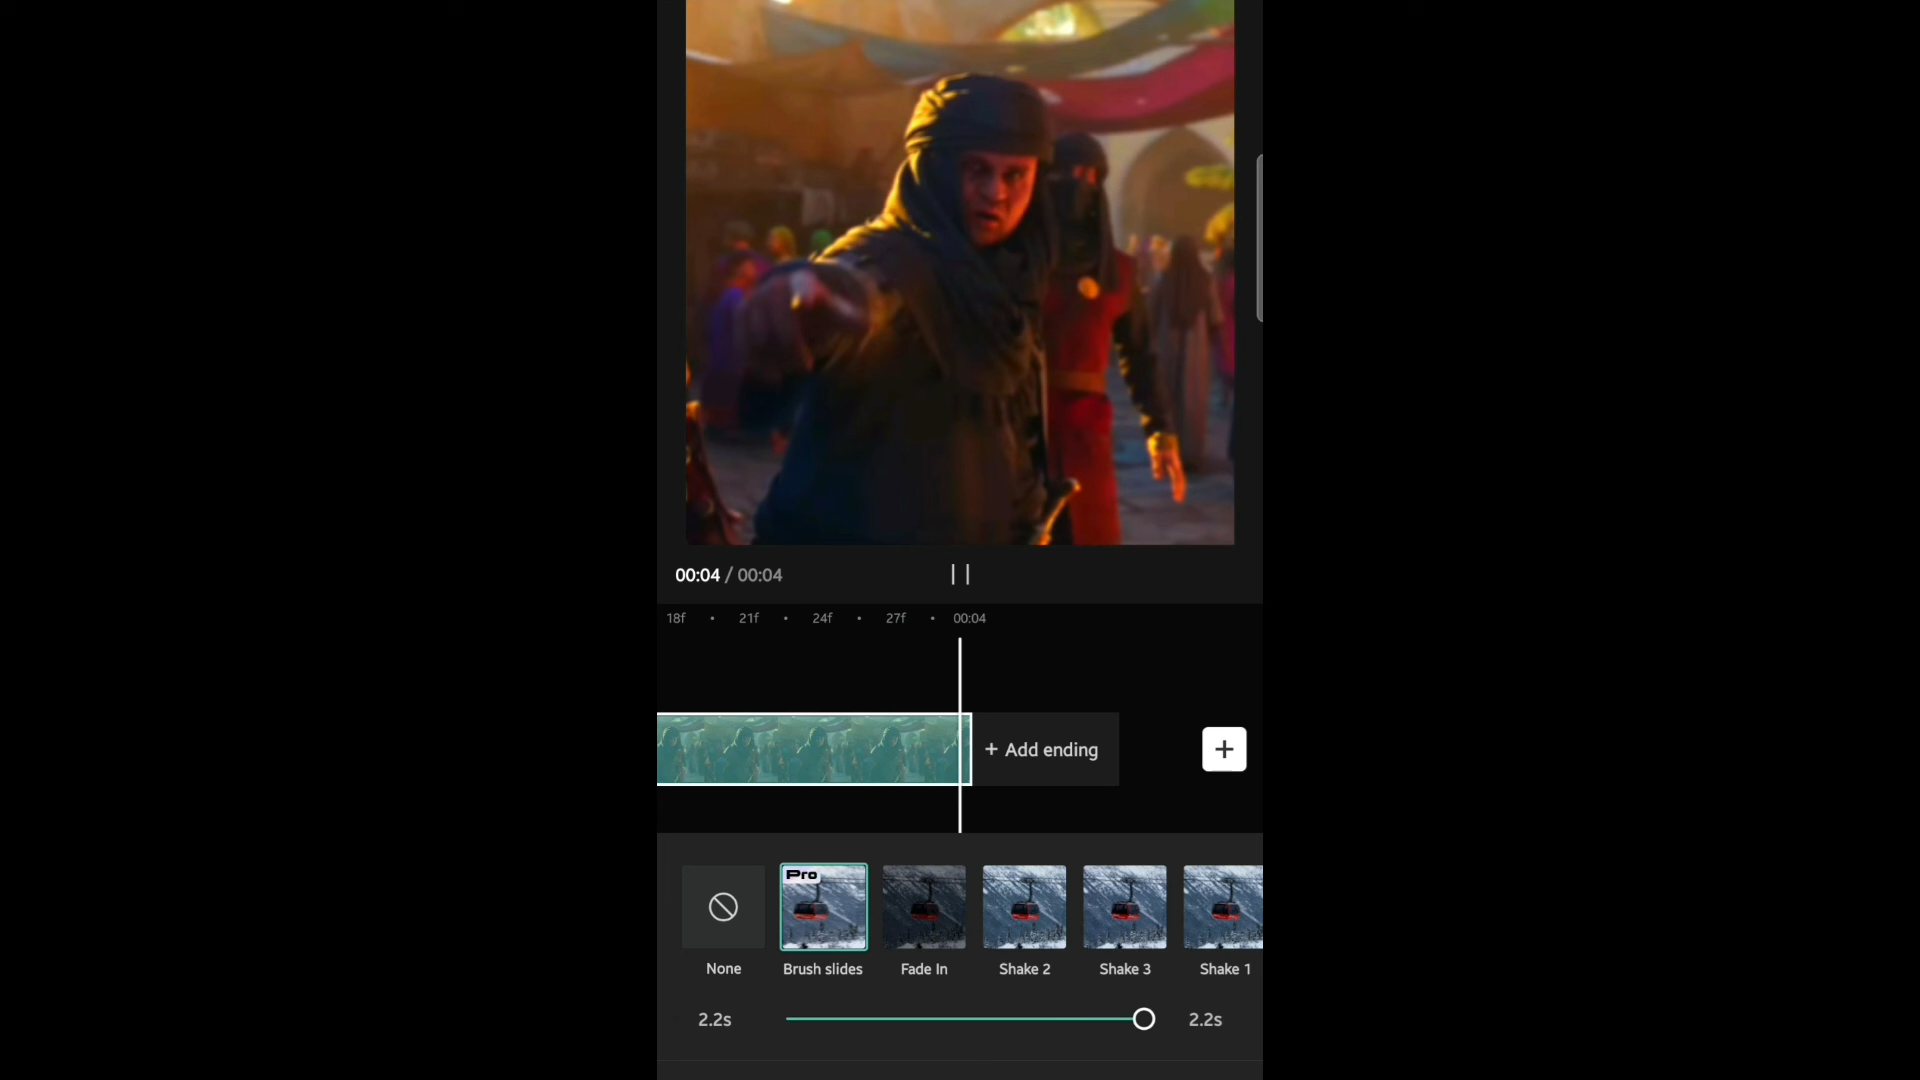 00:04 / 00:04
18f 21f 24f 27f 00:04
+ Add ending
+
Pro
None Brush slides Fade In Shake 2 Shake 3 Shake 1
2.2s 2.2s